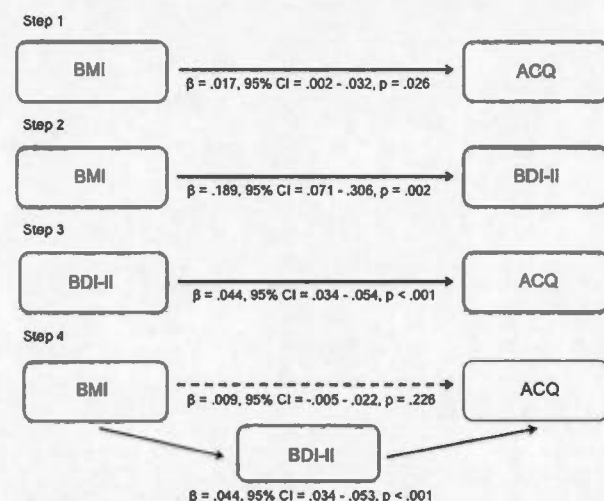 Step 1
BMI
ACQ
β = .017, 95% CI = .002 - .032, p = .026
Step 2
BMI
BDI-II
β = .189, 95% CI = .071 - .306, p = .002
Step 3
BDI-II
ACQ
β = .044, 95% CI = .034 - .054, p < .001
Step 4
BMI
ACQ
β = .009, 95% CI = -.005 - .022, p = .226
BDI-II
β = .044, 95% CI = .034 - .053, p < .001